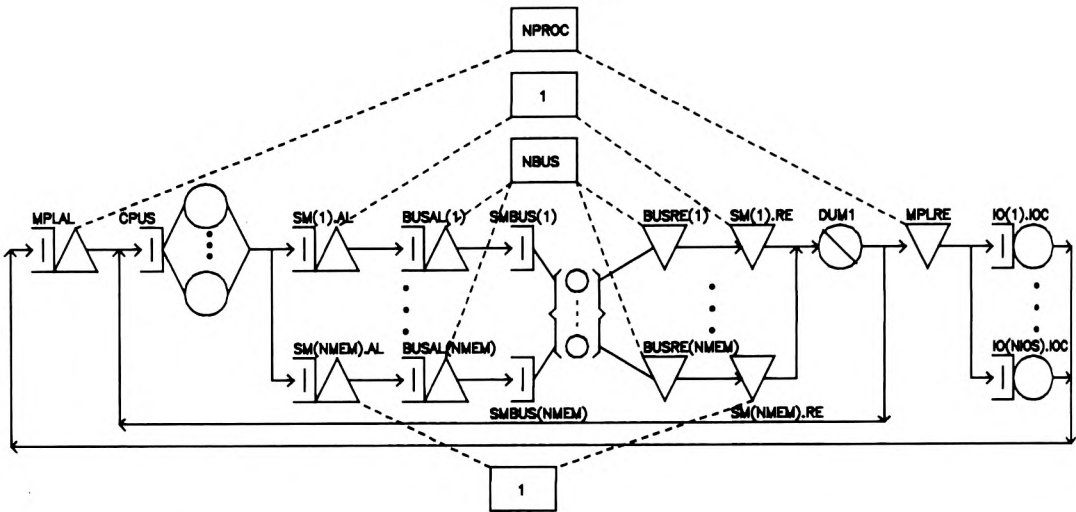 NPROC
1
NBUS
MPLAL
CPUS
SM(1).AL
BUSAL(1)
SMBUS(1)
BUSRE(1)
SM(1).RE
DUM1
MPLRE
IO(1).IOC
SM(NMEM).AL
BUSAL(NMEM)
BUSRE(NMEM)
IO(NIOS).IOC
SMBUS(NMEM)
SM(NMEM).RE
1